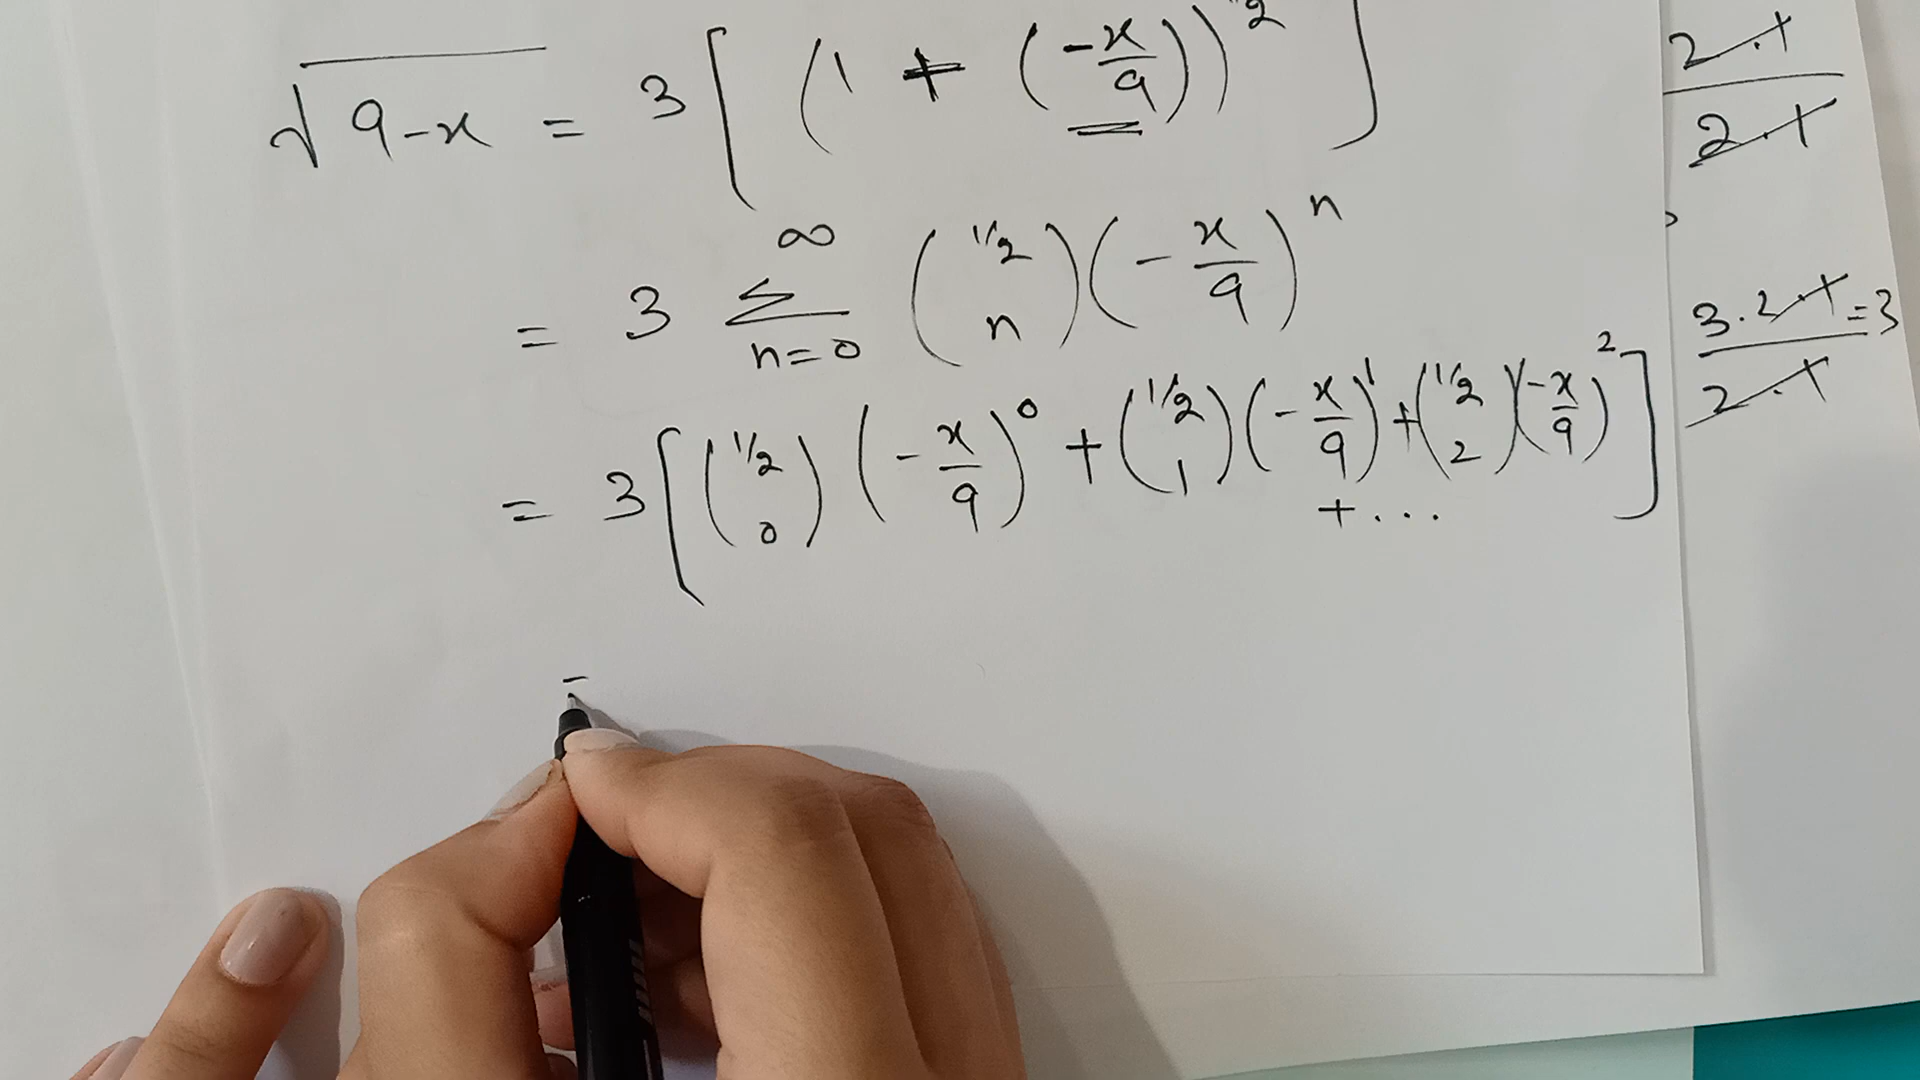 √9-x = 3[(1 + (-x/9))^1/2]
= 3 ∞Σn=0 (1/2 n)(-x/9)^n
= 3[(1/2 0)(-x/9)^0 + (1/2 1)(-x/9)^1 + (1/2 2)(-x/9)^2 + ...]
2.1/2.1
3.2.1/2.1 = 3